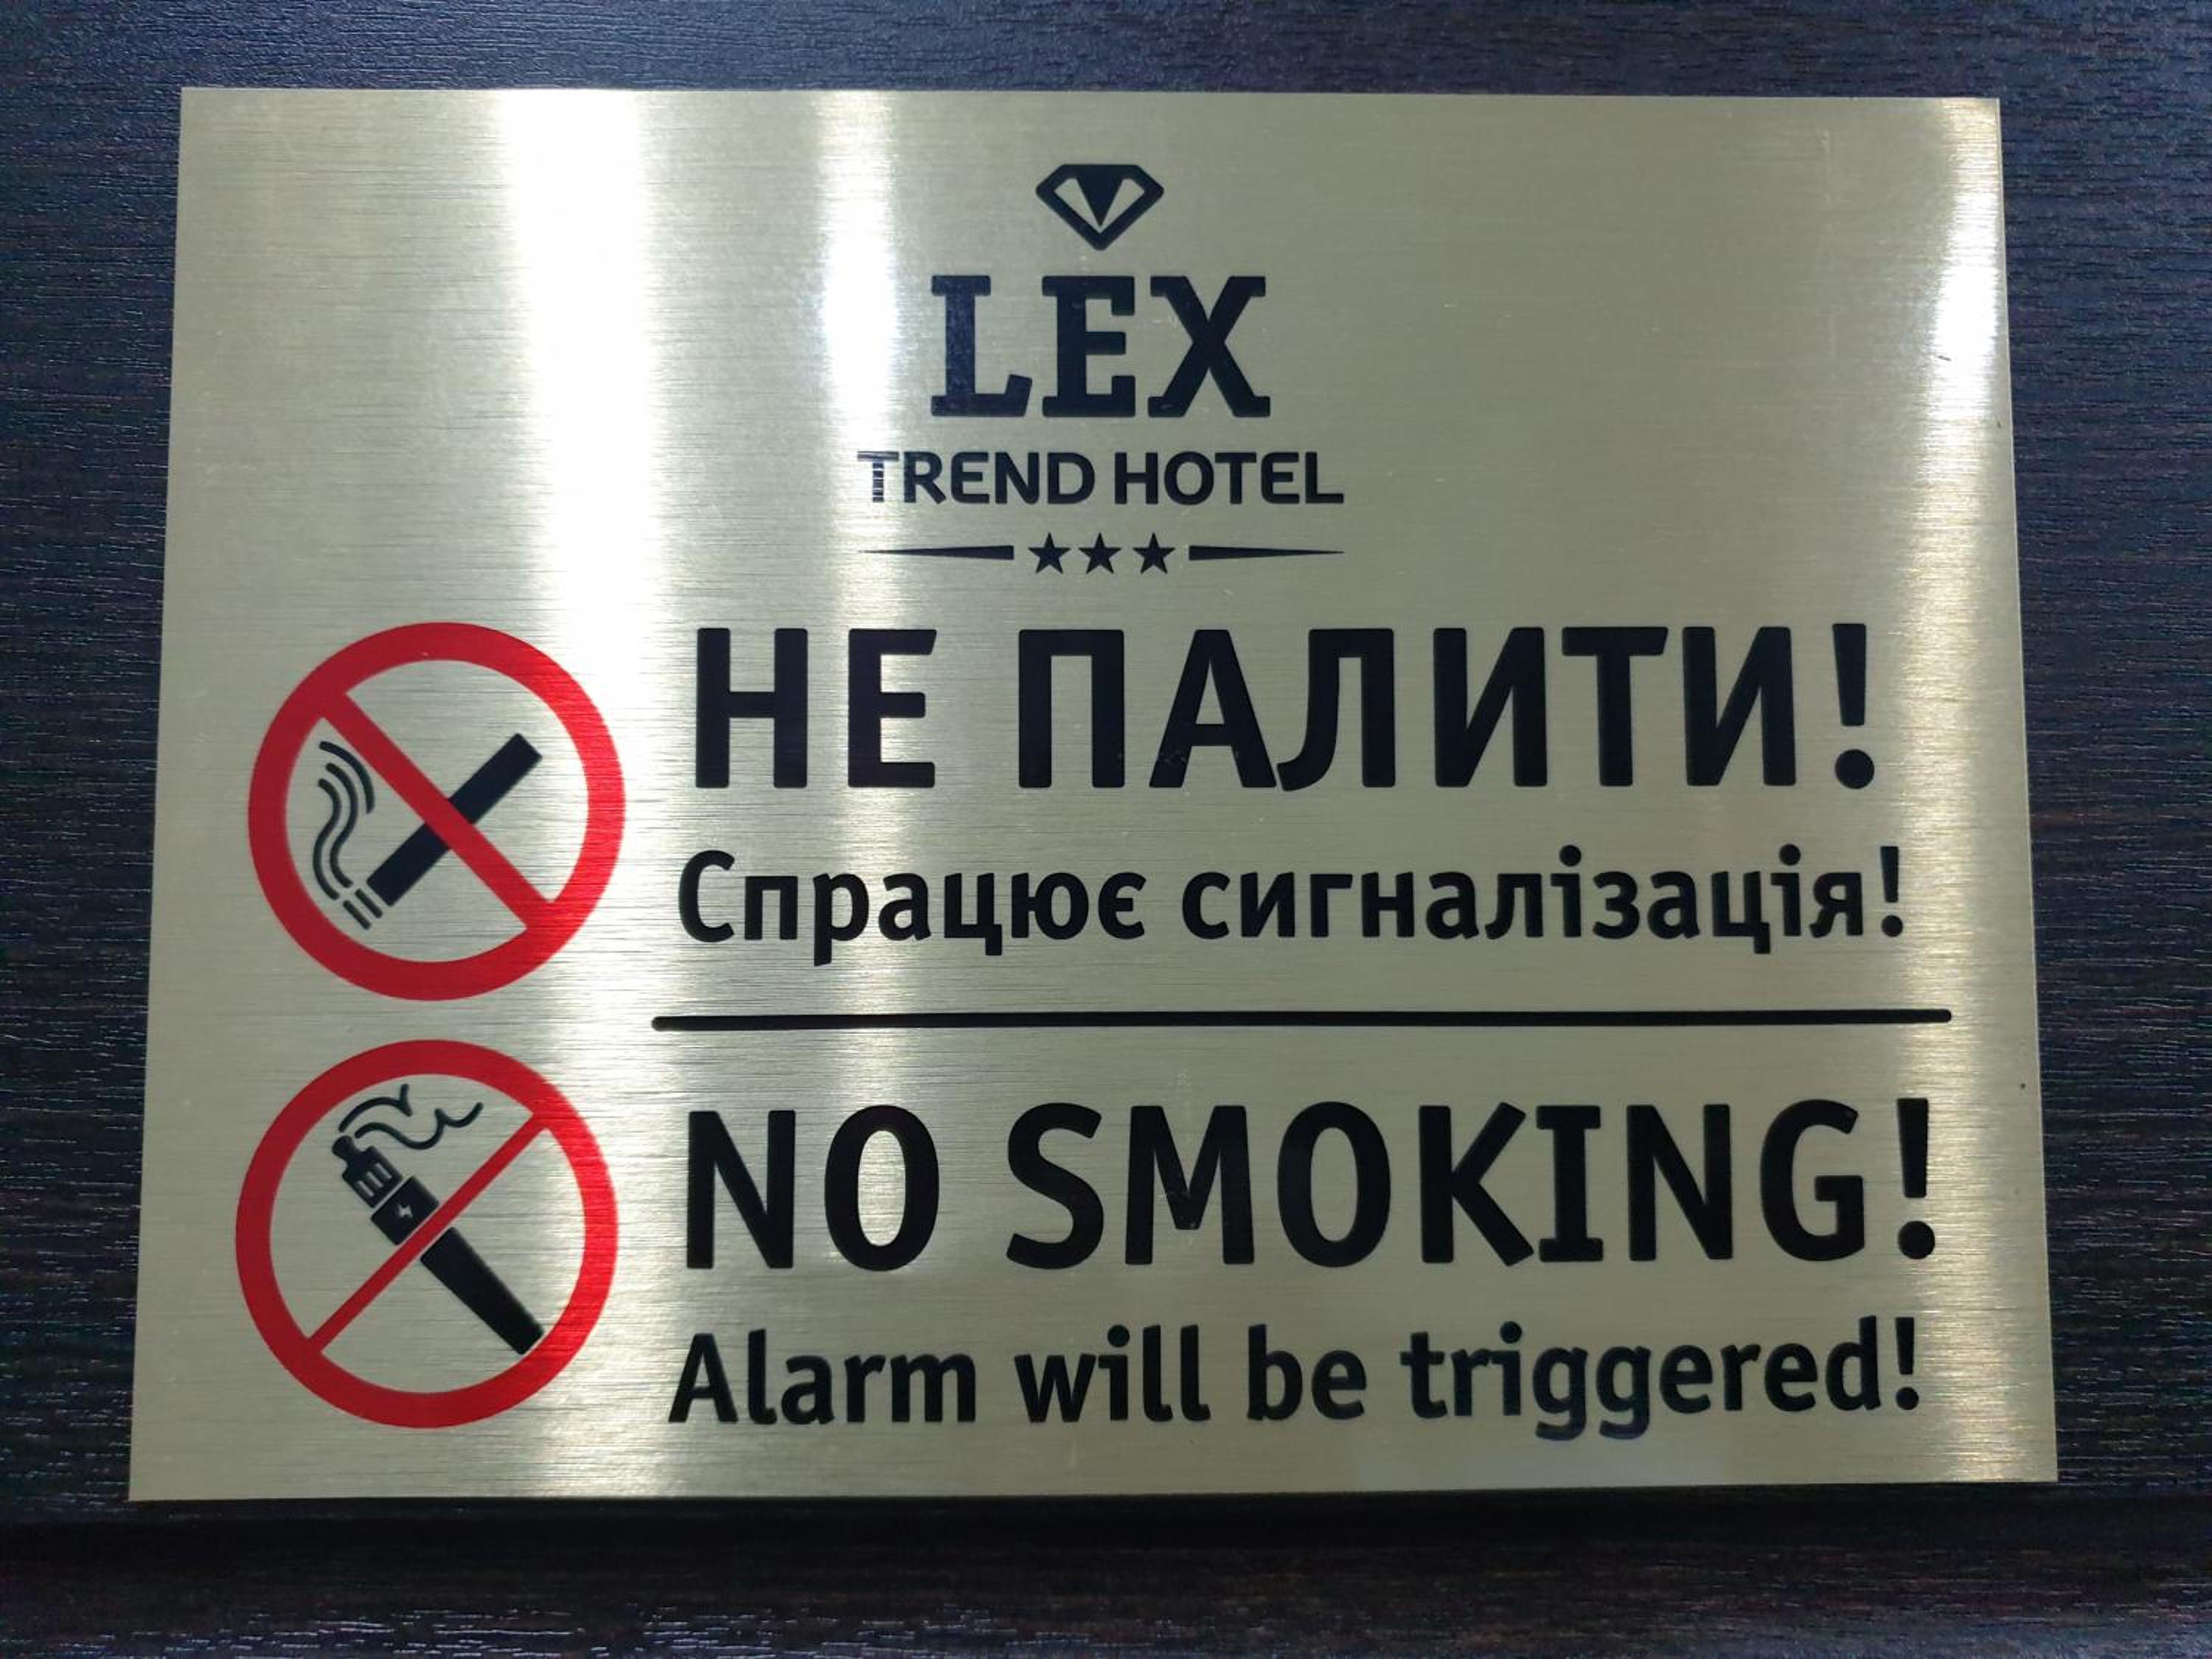 LEX
TREND HOTEL
НЕ ПАЛИТИ!
Спрацює сигналізація!
NO SMOKING!
Alarm will be triggered!